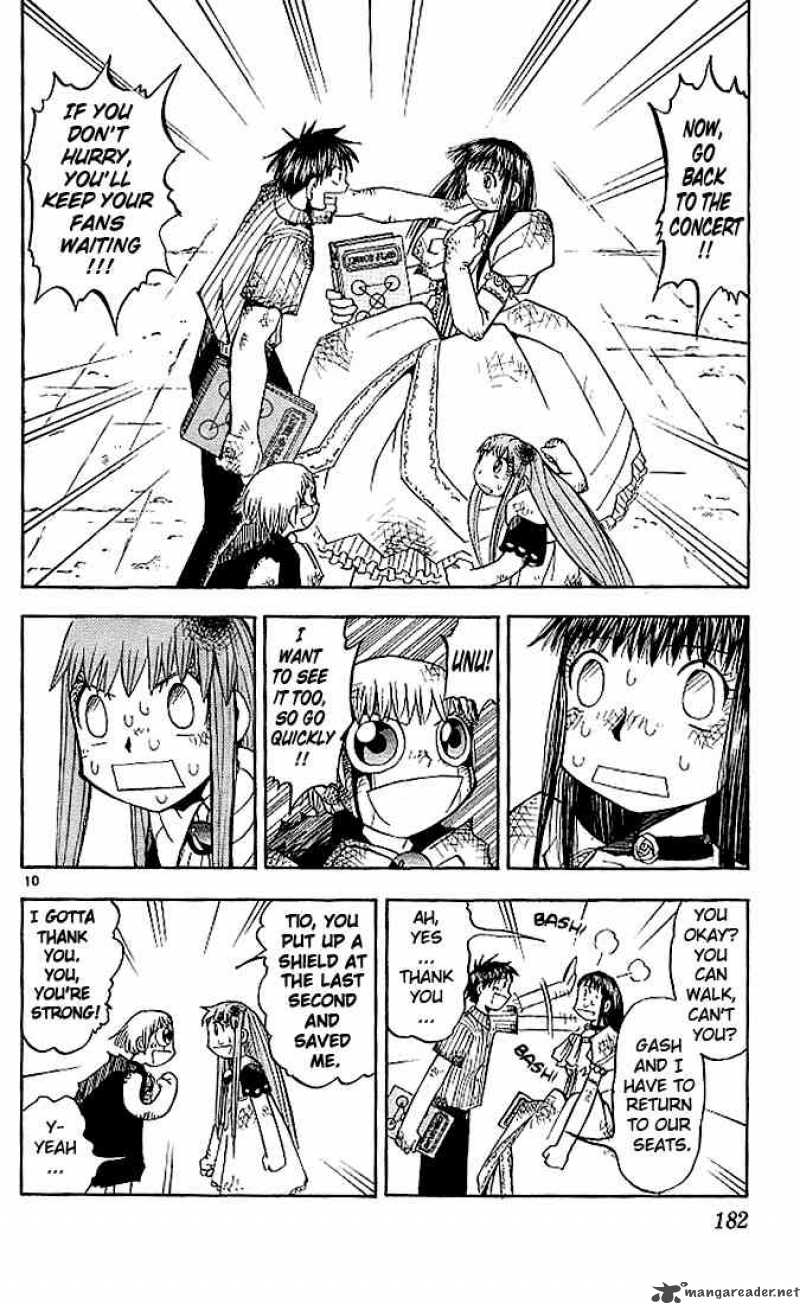 NOW,
GO
BACK
TO THE
CONCERT
!!
IF YOU
DON'T
HURRY,
YOU'LL
KEEP YOUR
FANS
WAITING
!!!
UNU!
I
WANT
TO SEE
IT TOO,
SO GO
QUICKLY
!!
10
YOU
OKAY?
YOU
CAN
WALK,
CAN'T
YOU?
GASH
AND I
HAVE TO
RETURN
TO OUR
SEATS.
BASH!
BASH!
AH,
YES
...
THANK
YOU
...
TIO, YOU
PUT UP A
SHIELD AT
THE LAST
SECOND
AND
SAVED
ME.
I GOTTA
THANK
YOU.
YOU,
YOU'RE
STRONG!
Y-
YEAH
...
182
mangareader.net